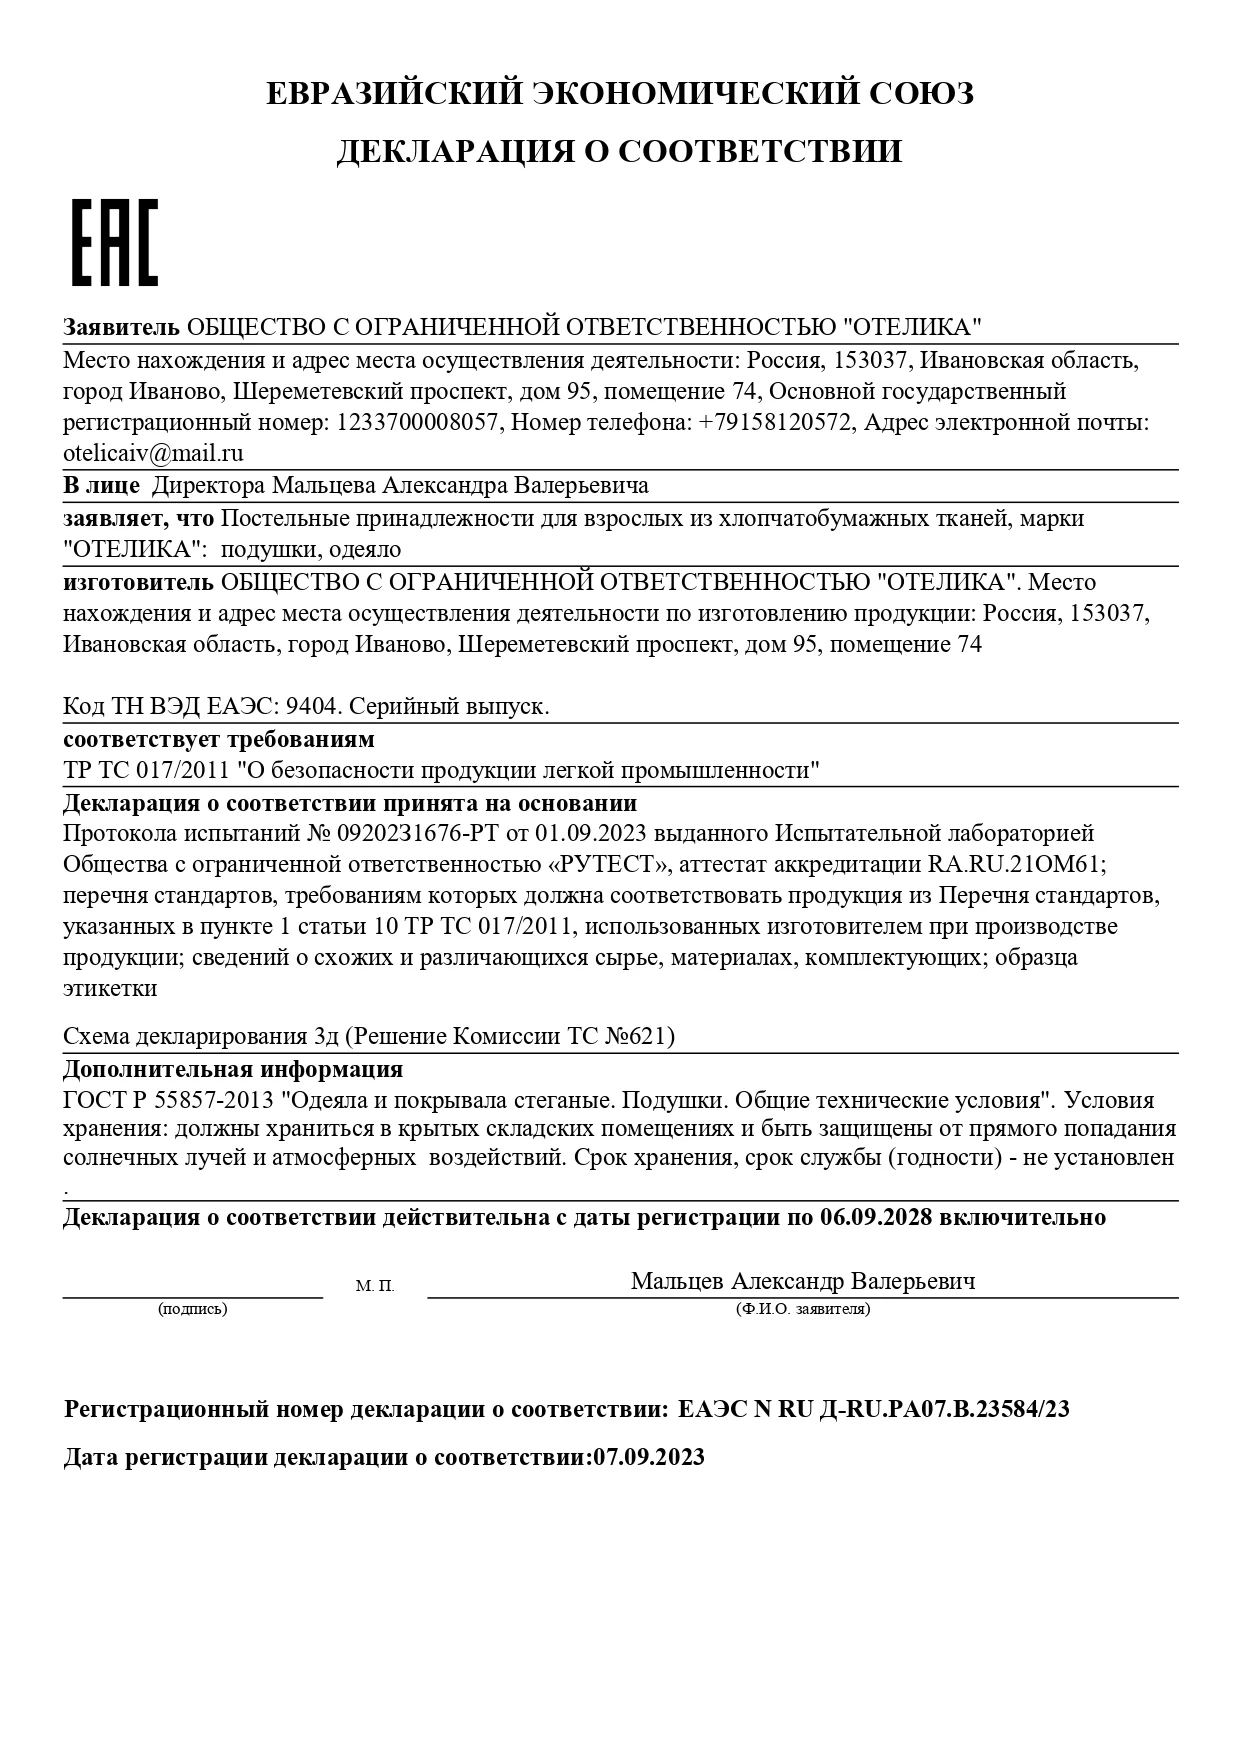 ЕВРАЗИЙСКИЙ ЭКОНОМИЧЕСКИЙ СОЮЗ
ДЕКЛАРАЦИЯ О СООТВЕТСТВИИ
ЕАС
Заявитель ОБЩЕСТВО С ОГРАНИЧЕННОЙ ОТВЕТСТВЕННОСТЬЮ "ОТЕЛИКА"
Место нахождения и адрес места осуществления деятельности: Россия, 153037, Ивановская область,
город Иваново, Шереметевский проспект, дом 95, помещение 74, Основной государственный
регистрационный номер: 1233700008057, Номер телефона: +79158120572, Адрес электронной почты:
otelicaiv@mail.ru
В лице Директора Мальцева Александра Валерьевича
заявляет, что Постельные принадлежности для взрослых из хлопчатобумажных тканей, марки
"ОТЕЛИКА": подушки, одеяло
изготовитель ОБЩЕСТВО С ОГРАНИЧЕННОЙ ОТВЕТСТВЕННОСТЬЮ "ОТЕЛИКА". Место
нахождения и адрес места осуществления деятельности по изготовлению продукции: Россия, 153037,
Ивановская область, город Иваново, Шереметевский проспект, дом 95, помещение 74
Код ТН ВЭД ЕАЭС: 9404. Серийный выпуск.
соответствует требованиям
ТР ТС 017/2011 "О безопасности продукции легкой промышленности"
Декларация о соответствии принята на основании
Протокола испытаний № 09202З1676-РТ от 01.09.2023 выданного Испытательной лабораторией
Общества с ограниченной ответственностью «РУТЕСТ», аттестат аккредитации RA.RU.21ОМ61;
перечня стандартов, требованиям которых должна соответствовать продукция из Перечня стандартов,
указанных в пункте 1 статьи 10 ТР ТС 017/2011, использованных изготовителем при производстве
продукции; сведений о схожих и различающихся сырье, материалах, комплектующих; образца
этикетки
Схема декларирования 3д (Решение Комиссии ТС №621)
Дополнительная информация
ГОСТ Р 55857-2013 "Одеяла и покрывала стеганые. Подушки. Общие технические условия". Условия
хранения: должны храниться в крытых складских помещениях и быть защищены от прямого попадания
солнечных лучей и атмосферных воздействий. Срок хранения, срок службы (годности) - не установлен
.
Декларация о соответствии действительна с даты регистрации по 06.09.2028 включительно
М. П. Мальцев Александр Валерьевич
(подпись) (Ф.И.О. заявителя)
Регистрационный номер декларации о соответствии: ЕАЭС N RU Д-RU.РА07.В.23584/23
Дата регистрации декларации о соответствии:07.09.2023